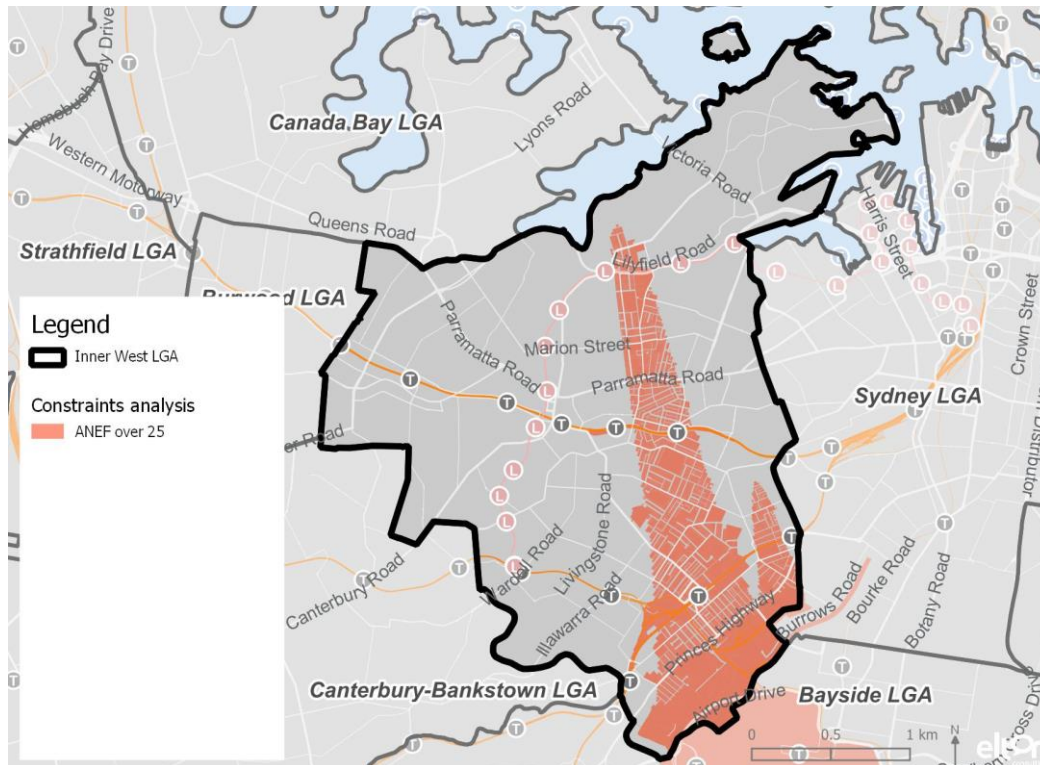 Homebush Bay Drive
Canada Bay LGA
Lyons Road
Western Motorway
Victoria Road
Queens Road
Harris Street
Strathfield LGA
Lilyfield Road
Burwood LGA
Crown Street
Legend
Inner West LGA
Parramatta Road
Marion Street
Constraints analysis
Parramatta Road
ANEF over 25
Sydney LGA
Livingstone Road
Wardell Road
Canterbury Road
Illawarra Road
Princes Highway
Burrows Road
Bourke Road
Botany Road
Canterbury-Bankstown LGA
Bayside LGA
Airport Drive
0 0.5 1 km
N